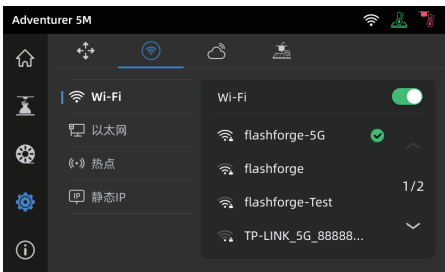 Adventurer 5M
Wi-Fi
以太网
热点
IP 静态IP
Wi-Fi
flashforge-5G
flashforge
flashforge-Test
TP-LINK_5G_88888...
1/2